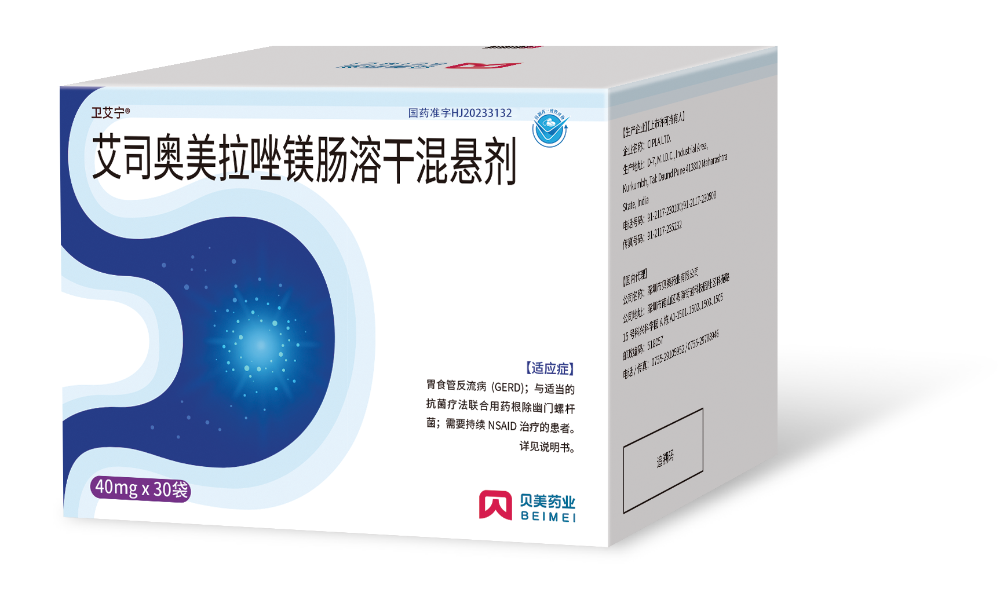 卫艾宁®
国药准字HJ20233132
仿制药一致性评价
艾司奥美拉唑镁肠溶干混悬剂
【适应症】
胃食管反流病 (GERD)；与适当的
抗菌疗法联合用药根除幽门螺杆
菌；需要持续 NSAID 治疗的患者。
详见说明书。
40mg x 30袋
贝美药业
BEIMEI
【生产企业】【上市许可持有人】
企业名称：CIPLA LTD.
生产地址：D-7, M.I.D.C., Industrial Area,
Kurkumbh, Tal: Daund Pune 413802 Maharashtra
State, India
电话号码：91-2117-230100/91-2117-230500
传真号码：91-2117-235232
【国内代理】
公司名称：深圳市贝美药业有限公司
公司地址：深圳市南山区粤海街道科技园社区科苑路
15 号科兴科学园 A 栋 A1-1501、1502、1503、1505
邮政编码：518057
电话 / 传真：0755-29105952 / 0755-29708946
追溯码